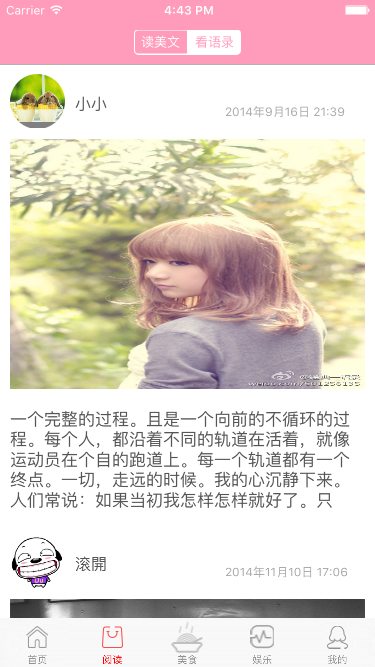 Carrier 4:43 PM
读美文 看语录
小小
2014年9月16日 21:39
一个完整的过程。且是一个向前的不循环的过
程。每个人，都沿着不同的轨道在活着，就像
运动员在个自的跑道上。每一个轨道都有一个
终点。一切，走远的时候。我的心沉静下来。
人们常说：如果当初我怎样怎样就好了。只
滚開
2014年11月10日 17:06
首页 阅读 美食 娱乐 我的